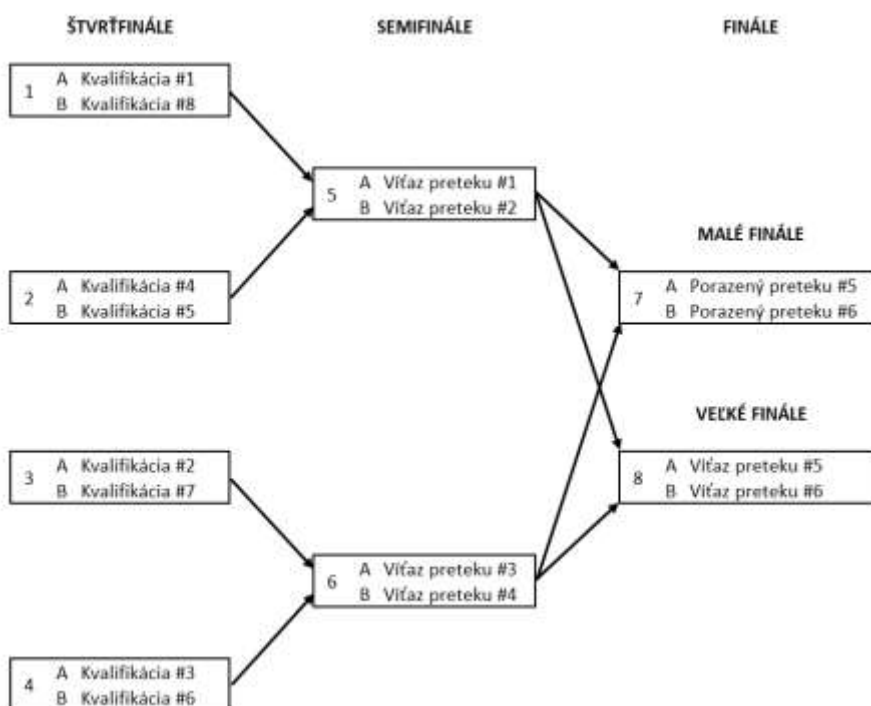 ŠTVRŤFINÁLE
SEMIFINÁLE
FINÁLE
1 A Kvalifikácia #1
B Kvalifikácia #8
5 A Víťaz preteku #1
B Víťaz preteku #2
MALÉ FINÁLE
2 A Kvalifikácia #4
B Kvalifikácia #5
7 A Porazený preteku #5
B Porazený preteku #6
VEĽKÉ FINÁLE
3 A Kvalifikácia #2
B Kvalifikácia #7
8 A Víťaz preteku #5
B Víťaz preteku #6
6 A Víťaz preteku #3
B Víťaz preteku #4
4 A Kvalifikácia #3
B Kvalifikácia #6